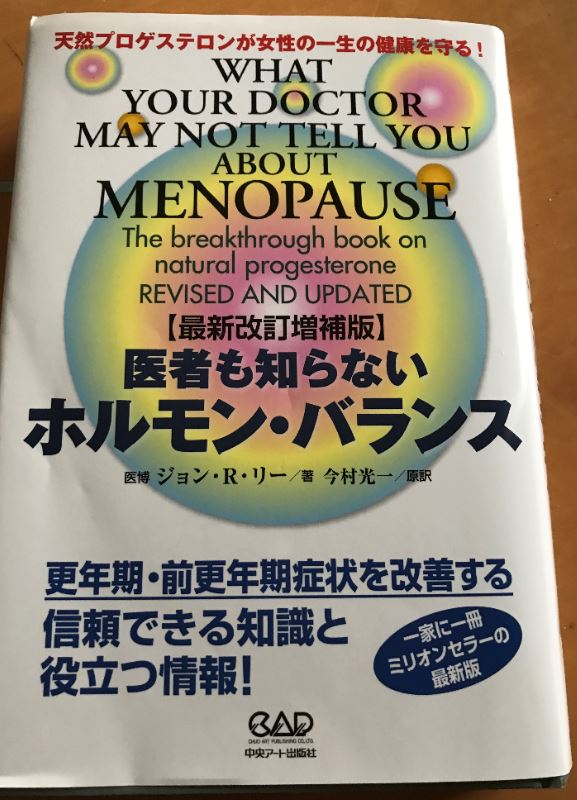 天然プロゲステロンが女性の一生の健康を守る!
WHAT
YOUR DOCTOR
MAY NOT TELL YOU
ABOUT
MENOPAUSE
The breakthrough book on
natural progesterone
REVISED AND UPDATED
【最新改訂増補版】
医者も知らない
ホルモン・バランス
医博 ジョン・R・リー/著 今村光一/原訳
更年期・前更年期症状を改善する
信頼できる知識と
役立つ情報!
一家に一冊
ミリオンセラーの
最新版
CAP
CHUO ART PUBLISHING CO.,LTD.
中央アート出版社